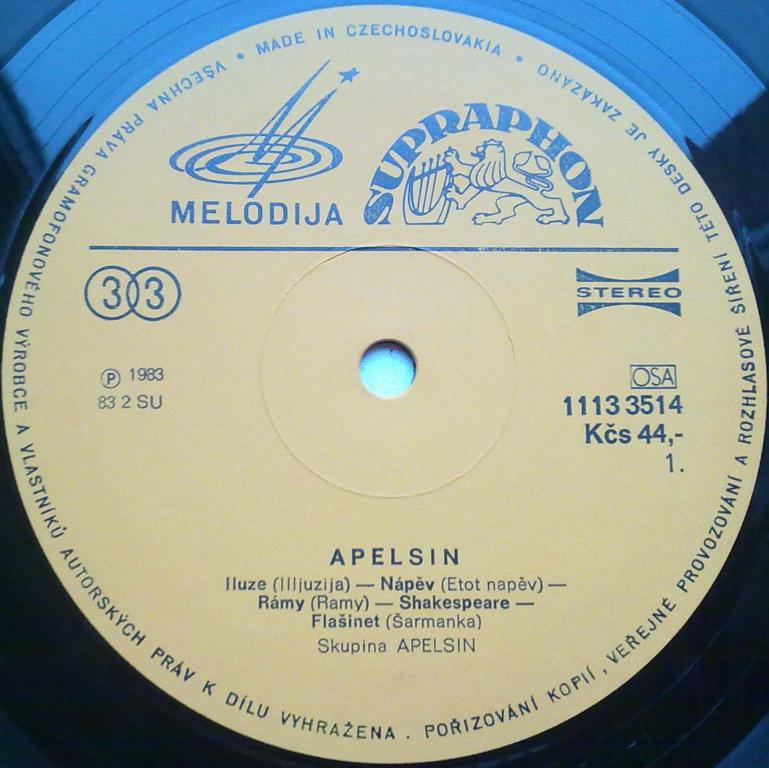 VŠECHNA PRÁVA GRAMOFONOVÉHO VÝROBCE A VLASTNÍKŮ AUTORSKÝCH PRÁV K DÍLU VYHRAŽENA . POŘIZOVÁNÍ KOPIÍ , VEŘEJNÉ PROVOZOVÁNÍ A ROZHLASOVÉ ŠÍŘENÍ TÉTO DESKY JE ZAKÁZÁNO • MADE IN CZECHOSLOVAKIA •
MELODIJA
SUPRAPHON
33
STEREO
Ⓟ 1983
83 2 SU
OSA
1113 3514
Kčs 44,-
1.
APELSIN
Iluze (Illjuzija) — Nápěv (Etot napěv) —
Rámy (Ramy) — Shakespeare —
Flašinet (Šarmanka)
Skupina APELSIN